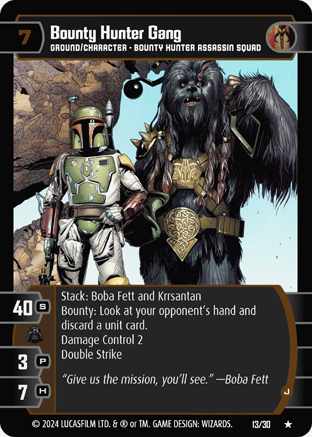 7 Bounty Hunter Gang
GROUND/CHARACTER - BOUNTY HUNTER ASSASSIN SQUAD
40 S
3 P
7 H
Stack: Boba Fett and Krrsantan
Bounty: Look at your opponent's hand and
discard a unit card.
Damage Control 2
Double Strike
"Give us the mission, you'll see." —Boba Fett
J
© 2024 LUCASFILM LTD. & ® or TM. GAME DESIGN: WIZARDS. 13/30 ★